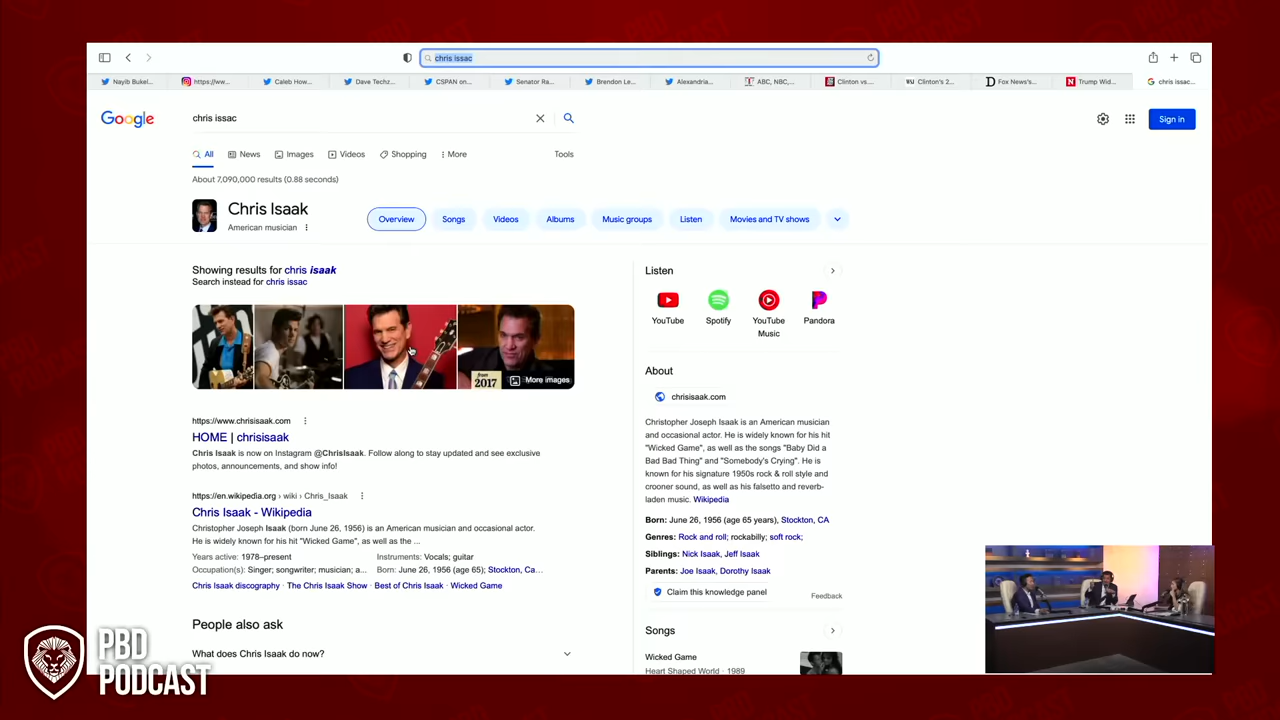 chris issac
Nayib Bukel...
https://ww...
Caleb How...
Dave Techz...
CSPAN on...
Senator Ra...
Brendon Le...
Alexandria...
ABC, NBC,...
Clinton vs....
Clinton's 2...
Fox News's...
Trump Wid...
chris issac...
Google
chris issac
Sign in
All
News
Images
Videos
Shopping
More
Tools
About 7,090,000 results (0.88 seconds)
Chris Isaak
American musician
Overview
Songs
Videos
Albums
Music groups
Listen
Movies and TV shows
Showing results for chris isaak
Search instead for chris issac
from
2017
More images
https://www.chrisisaak.com
HOME | chrisisaak
Chris Isaak is now on Instagram @ChrisIsaak. Follow along to stay updated and see exclusive
photos, announcements, and show info!
https://en.wikipedia.org › wiki › Chris_Isaak
Chris Isaak - Wikipedia
Christopher Joseph Isaak (born June 26, 1956) is an American musician and occasional actor.
He is widely known for his hit "Wicked Game", as well as the ...
Years active: 1978–present
Instruments: Vocals; guitar
Occupation(s): Singer; songwriter; musician; a...
Born: June 26, 1956 (age 65); Stockton, Ca...
Chris Isaak discography · The Chris Isaak Show · Best of Chris Isaak · Wicked Game
People also ask
What does Chris Isaak do now?
Listen
YouTube
Spotify
YouTube
Music
Pandora
About
chrisisaak.com
Christopher Joseph Isaak is an American musician
and occasional actor. He is widely known for his hit
"Wicked Game", as well as the songs "Baby Did a
Bad Bad Thing" and "Somebody's Crying". He is
known for his signature 1950s rock & roll style and
crooner sound, as well as his falsetto and reverb-
laden music. Wikipedia
Born: June 26, 1956 (age 65 years), Stockton, CA
Genres: Rock and roll; rockabilly; soft rock;
Siblings: Nick Isaak, Jeff Isaak
Parents: Joe Isaak, Dorothy Isaak
Claim this knowledge panel
Feedback
Songs
Wicked Game
Heart Shaped World · 1989
PBD
PODCAST